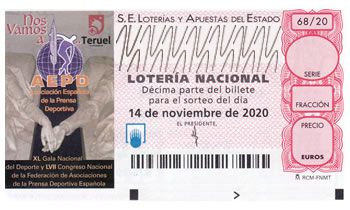 Nos
Vamos
a
Teruel
AEPD
Asociación Española
de la Prensa
Deportiva
XL Gala Nacional
del Deporte y LVII Congreso Nacional
de la Federación de Asociaciones
de la Prensa Deportiva Española
S. E. LOTERÍAS Y APUESTAS DEL ESTADO
LOTERÍA NACIONAL
Décima parte del billete
para el sorteo del día
14 de noviembre de 2020
EL PRESIDENTE,
68/20
SERIE
FRACCIÓN
PRECIO
EUROS
RCM-FNMT